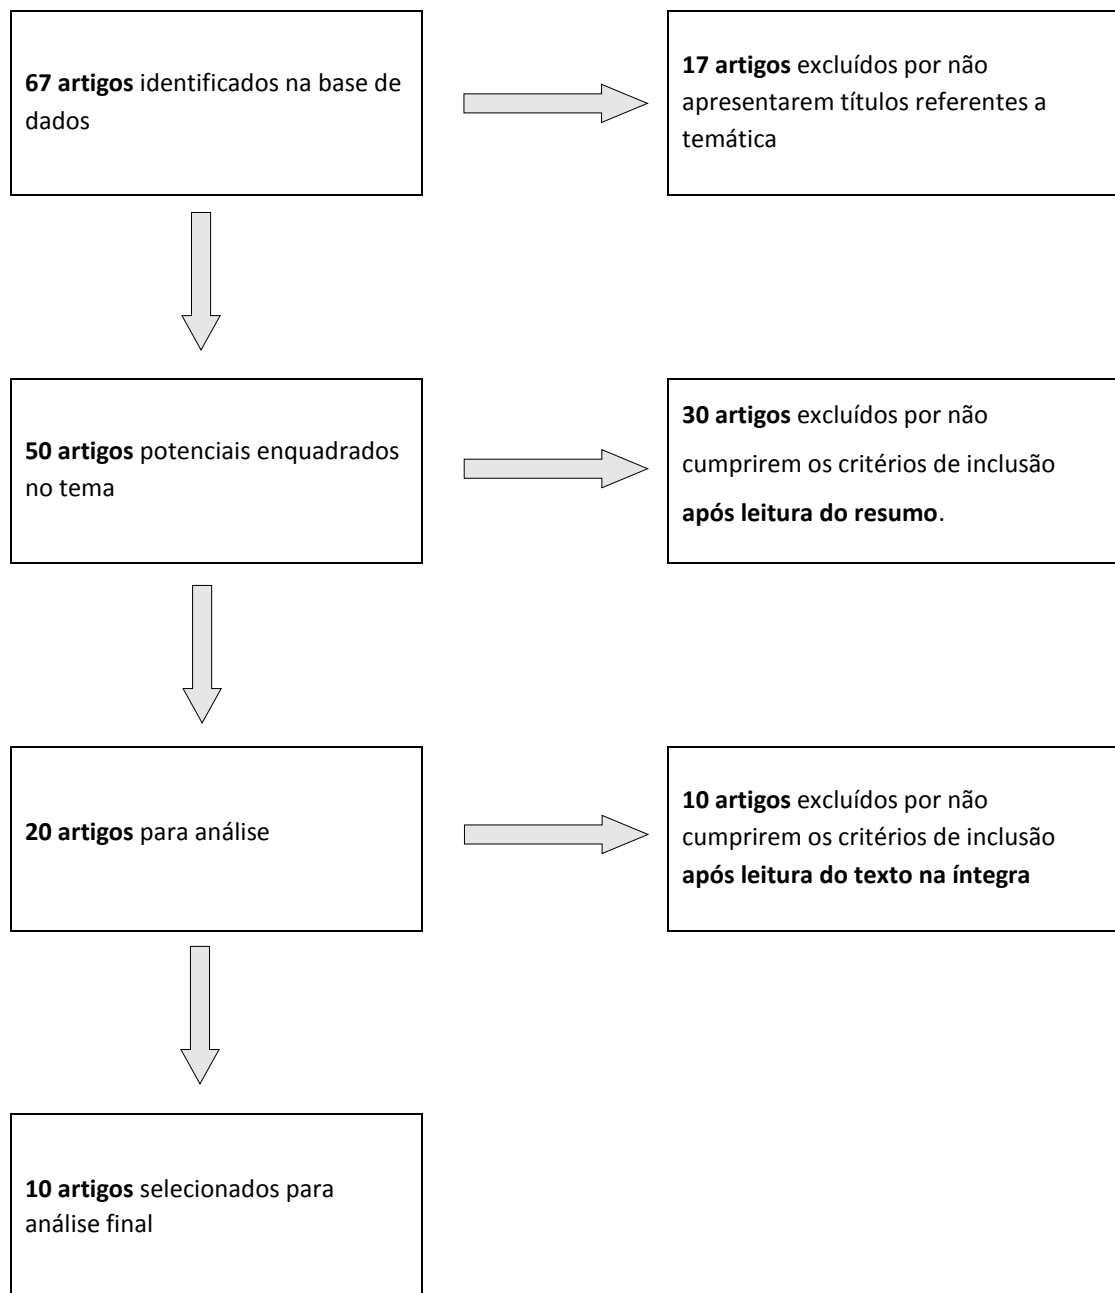 67 artigos identificados na base de
dados
17 artigos excluídos por não
apresentarem títulos referentes a
temática
50 artigos potenciais enquadrados
no tema
30 artigos excluídos por não
cumprirem os critérios de inclusão
após leitura do resumo.
20 artigos para análise
10 artigos excluídos por não
cumprirem os critérios de inclusão
após leitura do texto na íntegra
10 artigos selecionados para
análise final